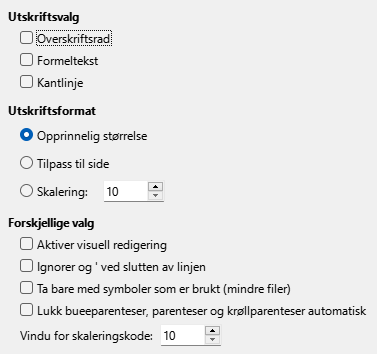 Utskriftsvalg
Overskriftsrad
Formeltekst
Kantlinje
Utskriftsformat
Opprinnelig størrelse
Tilpass til side
Skalering: 10
Forskjellige valg
Aktiver visuell redigering
Ignorer og ' ved slutten av linjen
Ta bare med symboler som er brukt (mindre filer)
Lukk bueeparenteser, parenteser og krøllparenteser automatisk
Vindu for skaleringskode: 10